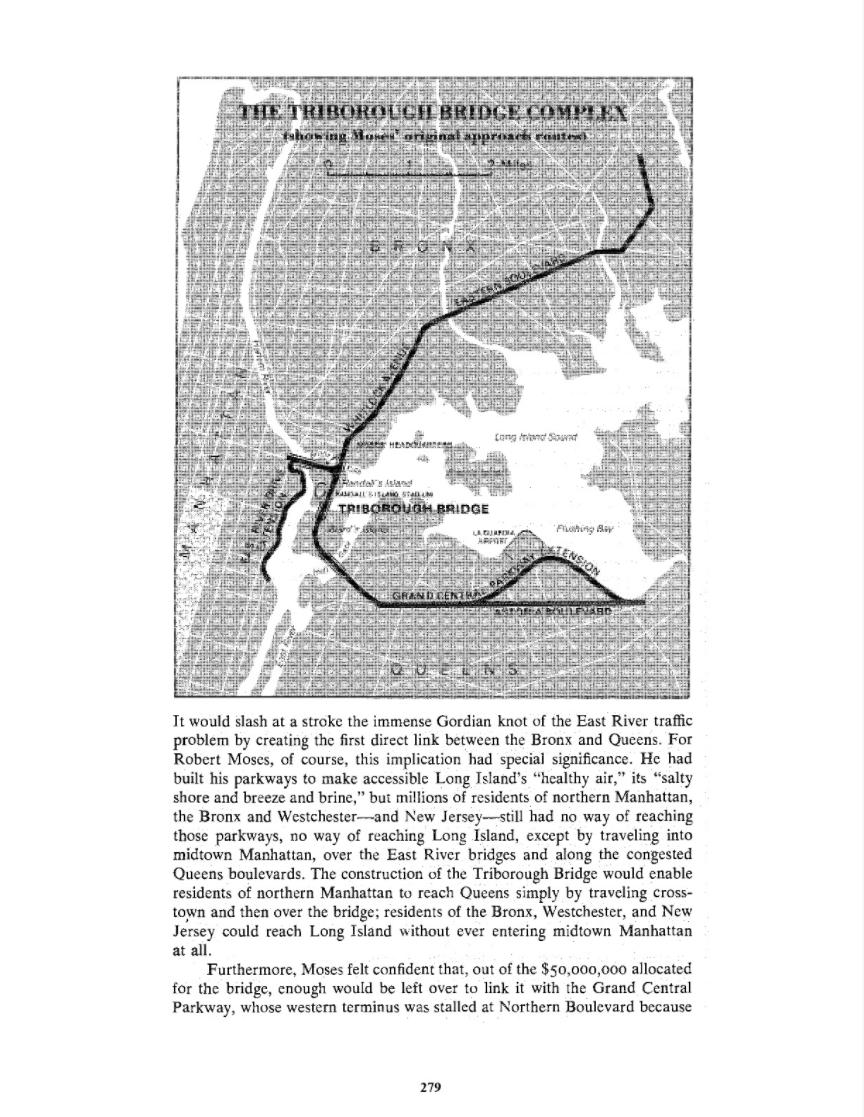 THE TRIBOROUGH BRIDGE COMPLEX
(showing Moses' original approach routes)
0 1 2 Miles
BRONX
EASTERN BOULEVARD
WHITLOCK AVENUE
Harlem River
MANHATTAN
HEADQUARTERS
Long Island Sound
Randall's Island
RANDALL'S ISLAND STADIUM
TRIBOROUGH BRIDGE
Ward's Island
LA GUARDIA
AIRPORT
Flushing Bay
EAST RIVER DRIVE
EXTENSION
Hell Gate
GRAND CENTRAL PARKWAY EXTENSION
ASTORIA BOULEVARD
East River
QUEENS
It would slash at a stroke the immense Gordian knot of the East River traffic
problem by creating the first direct link between the Bronx and Queens. For
Robert Moses, of course, this implication had special significance. He had
built his parkways to make accessible Long Island's “healthy air,” its “salty
shore and breeze and brine,” but millions of residents of northern Manhattan,
the Bronx and Westchester—and New Jersey—still had no way of reaching
those parkways, no way of reaching Long Island, except by traveling into
midtown Manhattan, over the East River bridges and along the congested
Queens boulevards. The construction of the Triborough Bridge would enable
residents of northern Manhattan to reach Queens simply by traveling cross-
town and then over the bridge; residents of the Bronx, Westchester, and New
Jersey could reach Long Island without ever entering midtown Manhattan
at all.
Furthermore, Moses felt confident that, out of the $50,000,000 allocated
for the bridge, enough would be left over to link it with the Grand Central
Parkway, whose western terminus was stalled at Northern Boulevard because
279